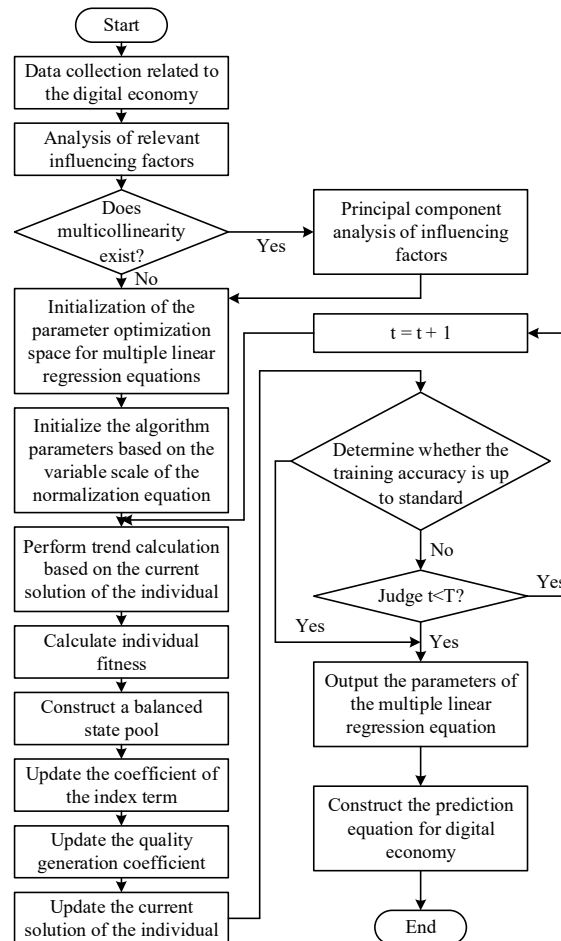 Start
Data collection related to
the digital economy
Analysis of relevant
influencing factors
Does
multicollinearity
exist?
Yes
No
Principal component
analysis of influencing
factors
Initialization of the
parameter optimization
space for multiple linear
regression equations
t = t + 1
Initialize the algorithm
parameters based on the
variable scale of the
normalization equation
Perform trend calculation
based on the current
solution of the individual
Calculate individual
fitness
Construct a balanced
state pool
Update the coefficient of
the index term
Update the quality
generation coefficient
Update the current
solution of the individual
Determine whether the
training accuracy is up
to standard
No
Judge t<T?
Yes
Yes
Yes
Output the parameters of
the multiple linear
regression equation
Construct the prediction
equation for digital
economy
End